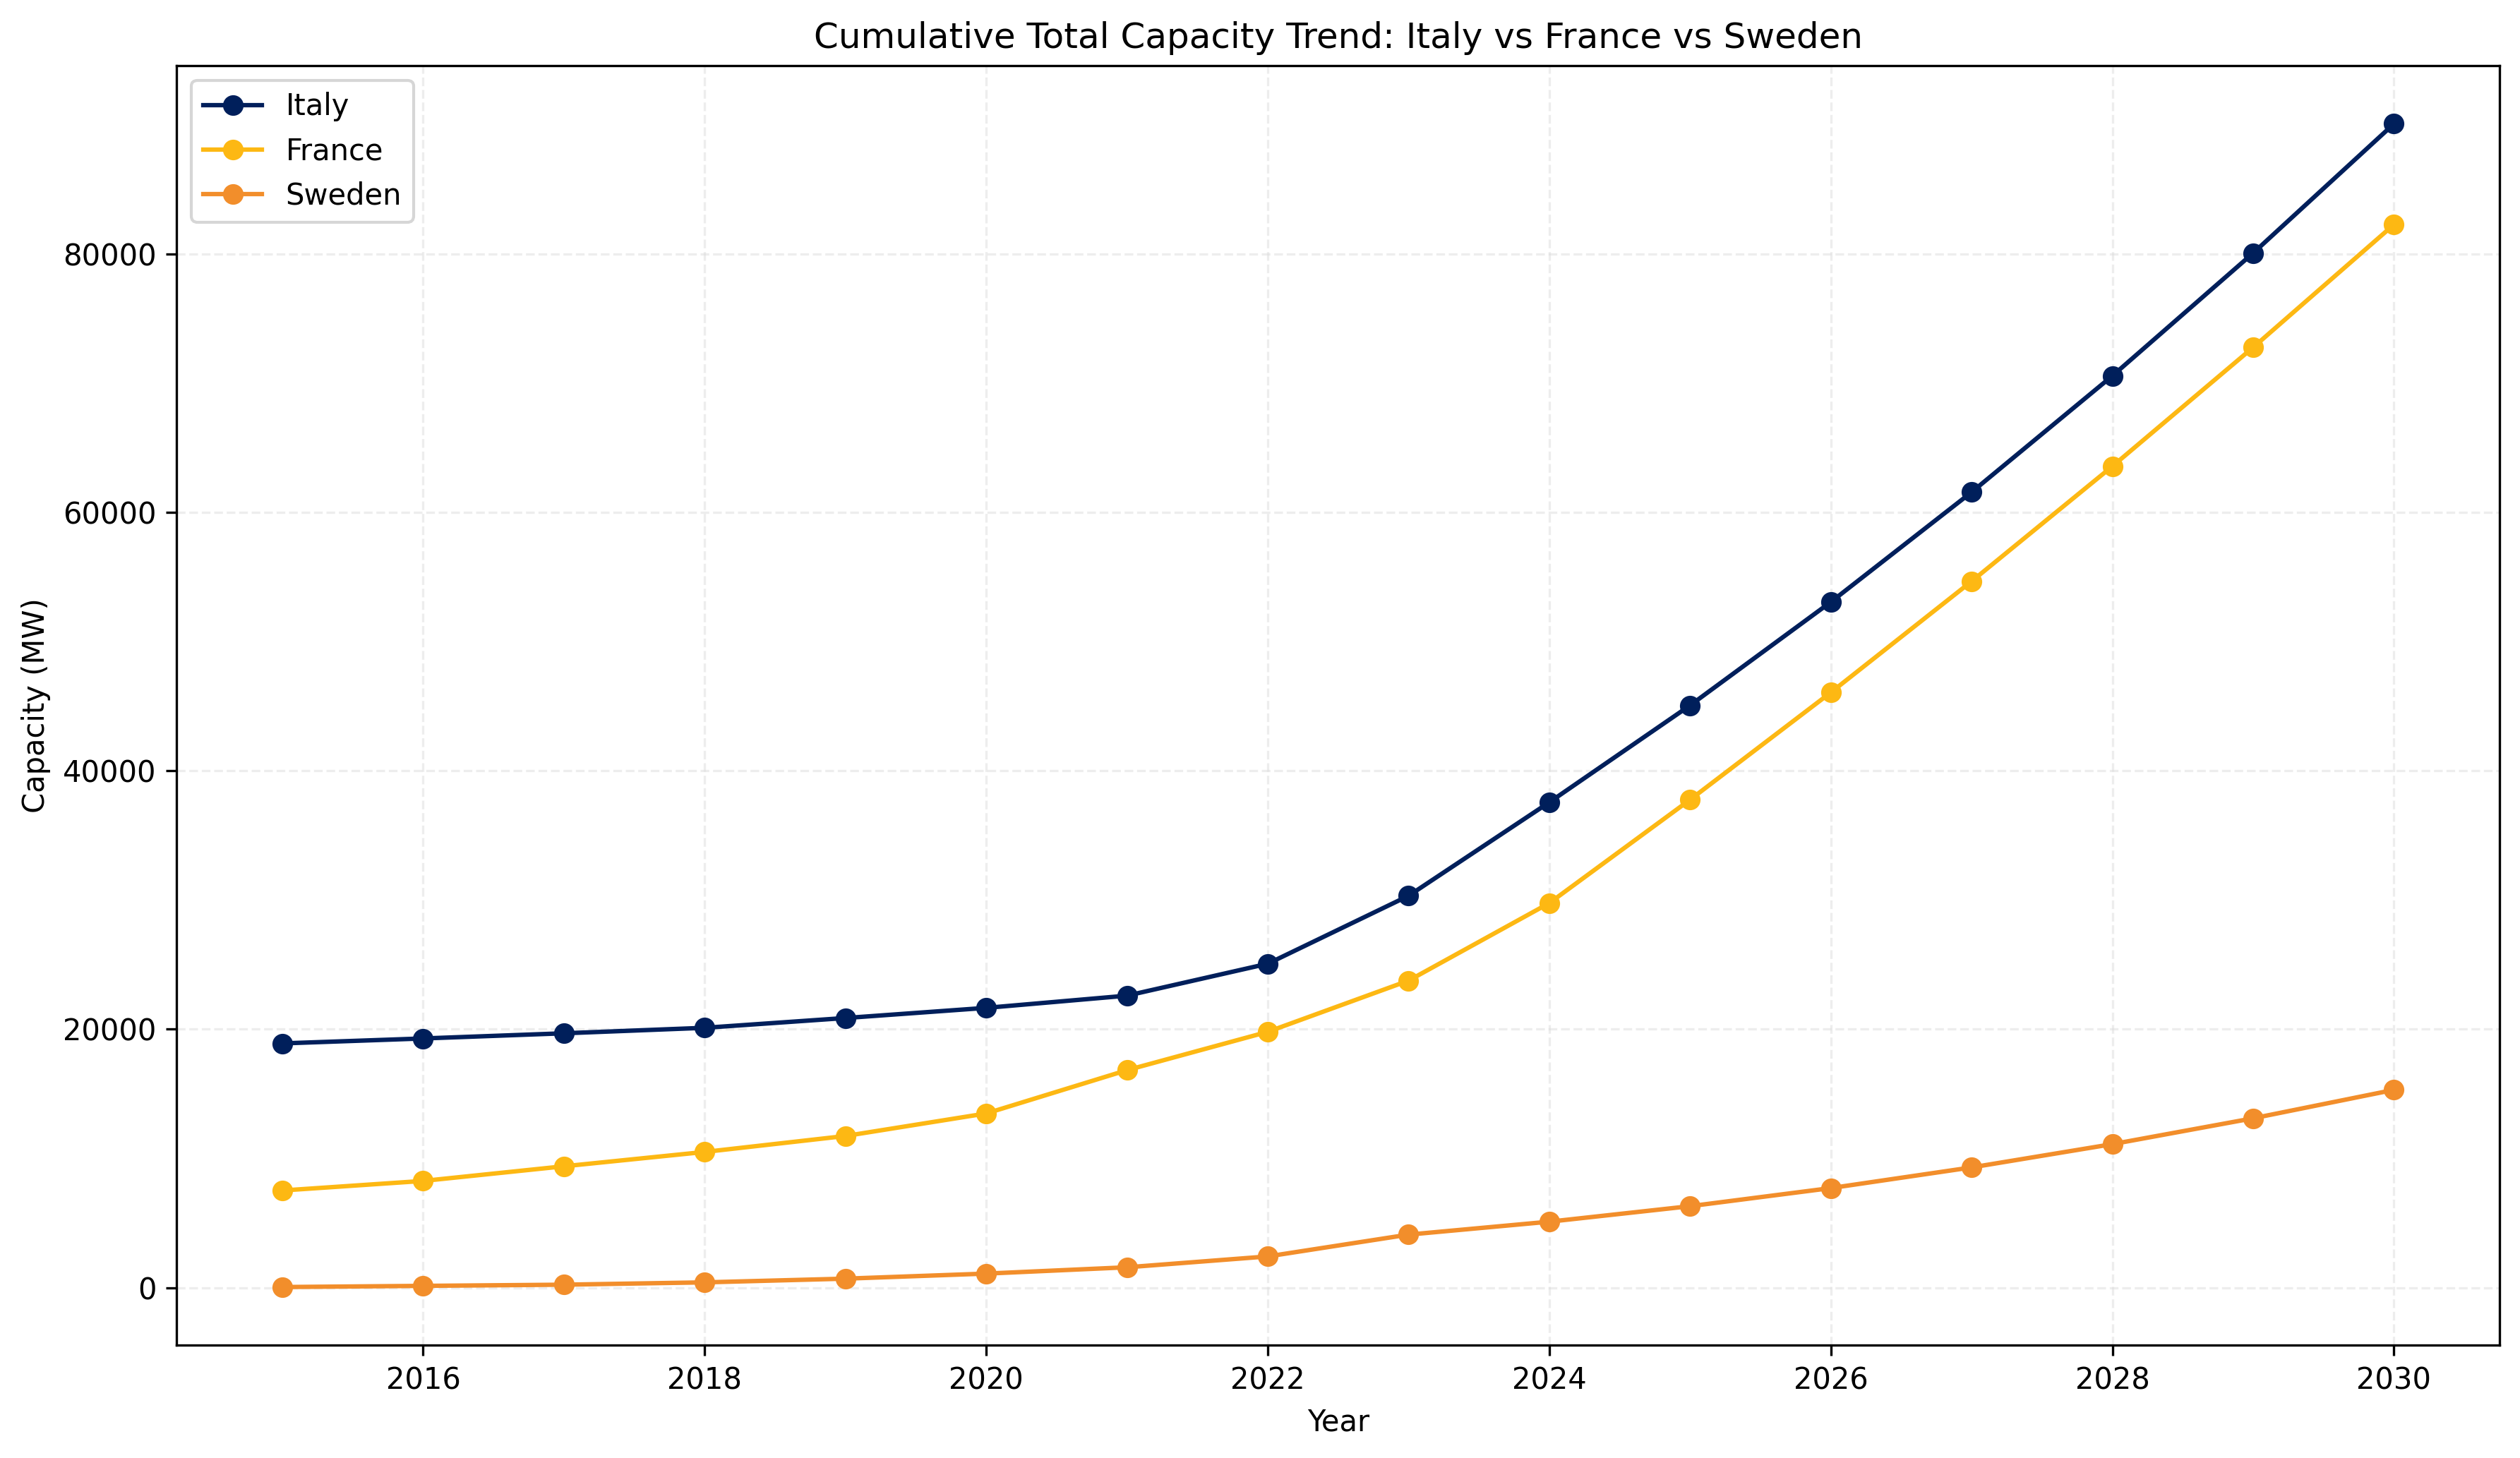 Cumulative Total Capacity Trend: Italy vs France vs Sweden
Italy
France
Sweden
80000
60000
40000
20000
0
Capacity (MW)
2016 2018 2020 2022 2024 2026 2028 2030
Year